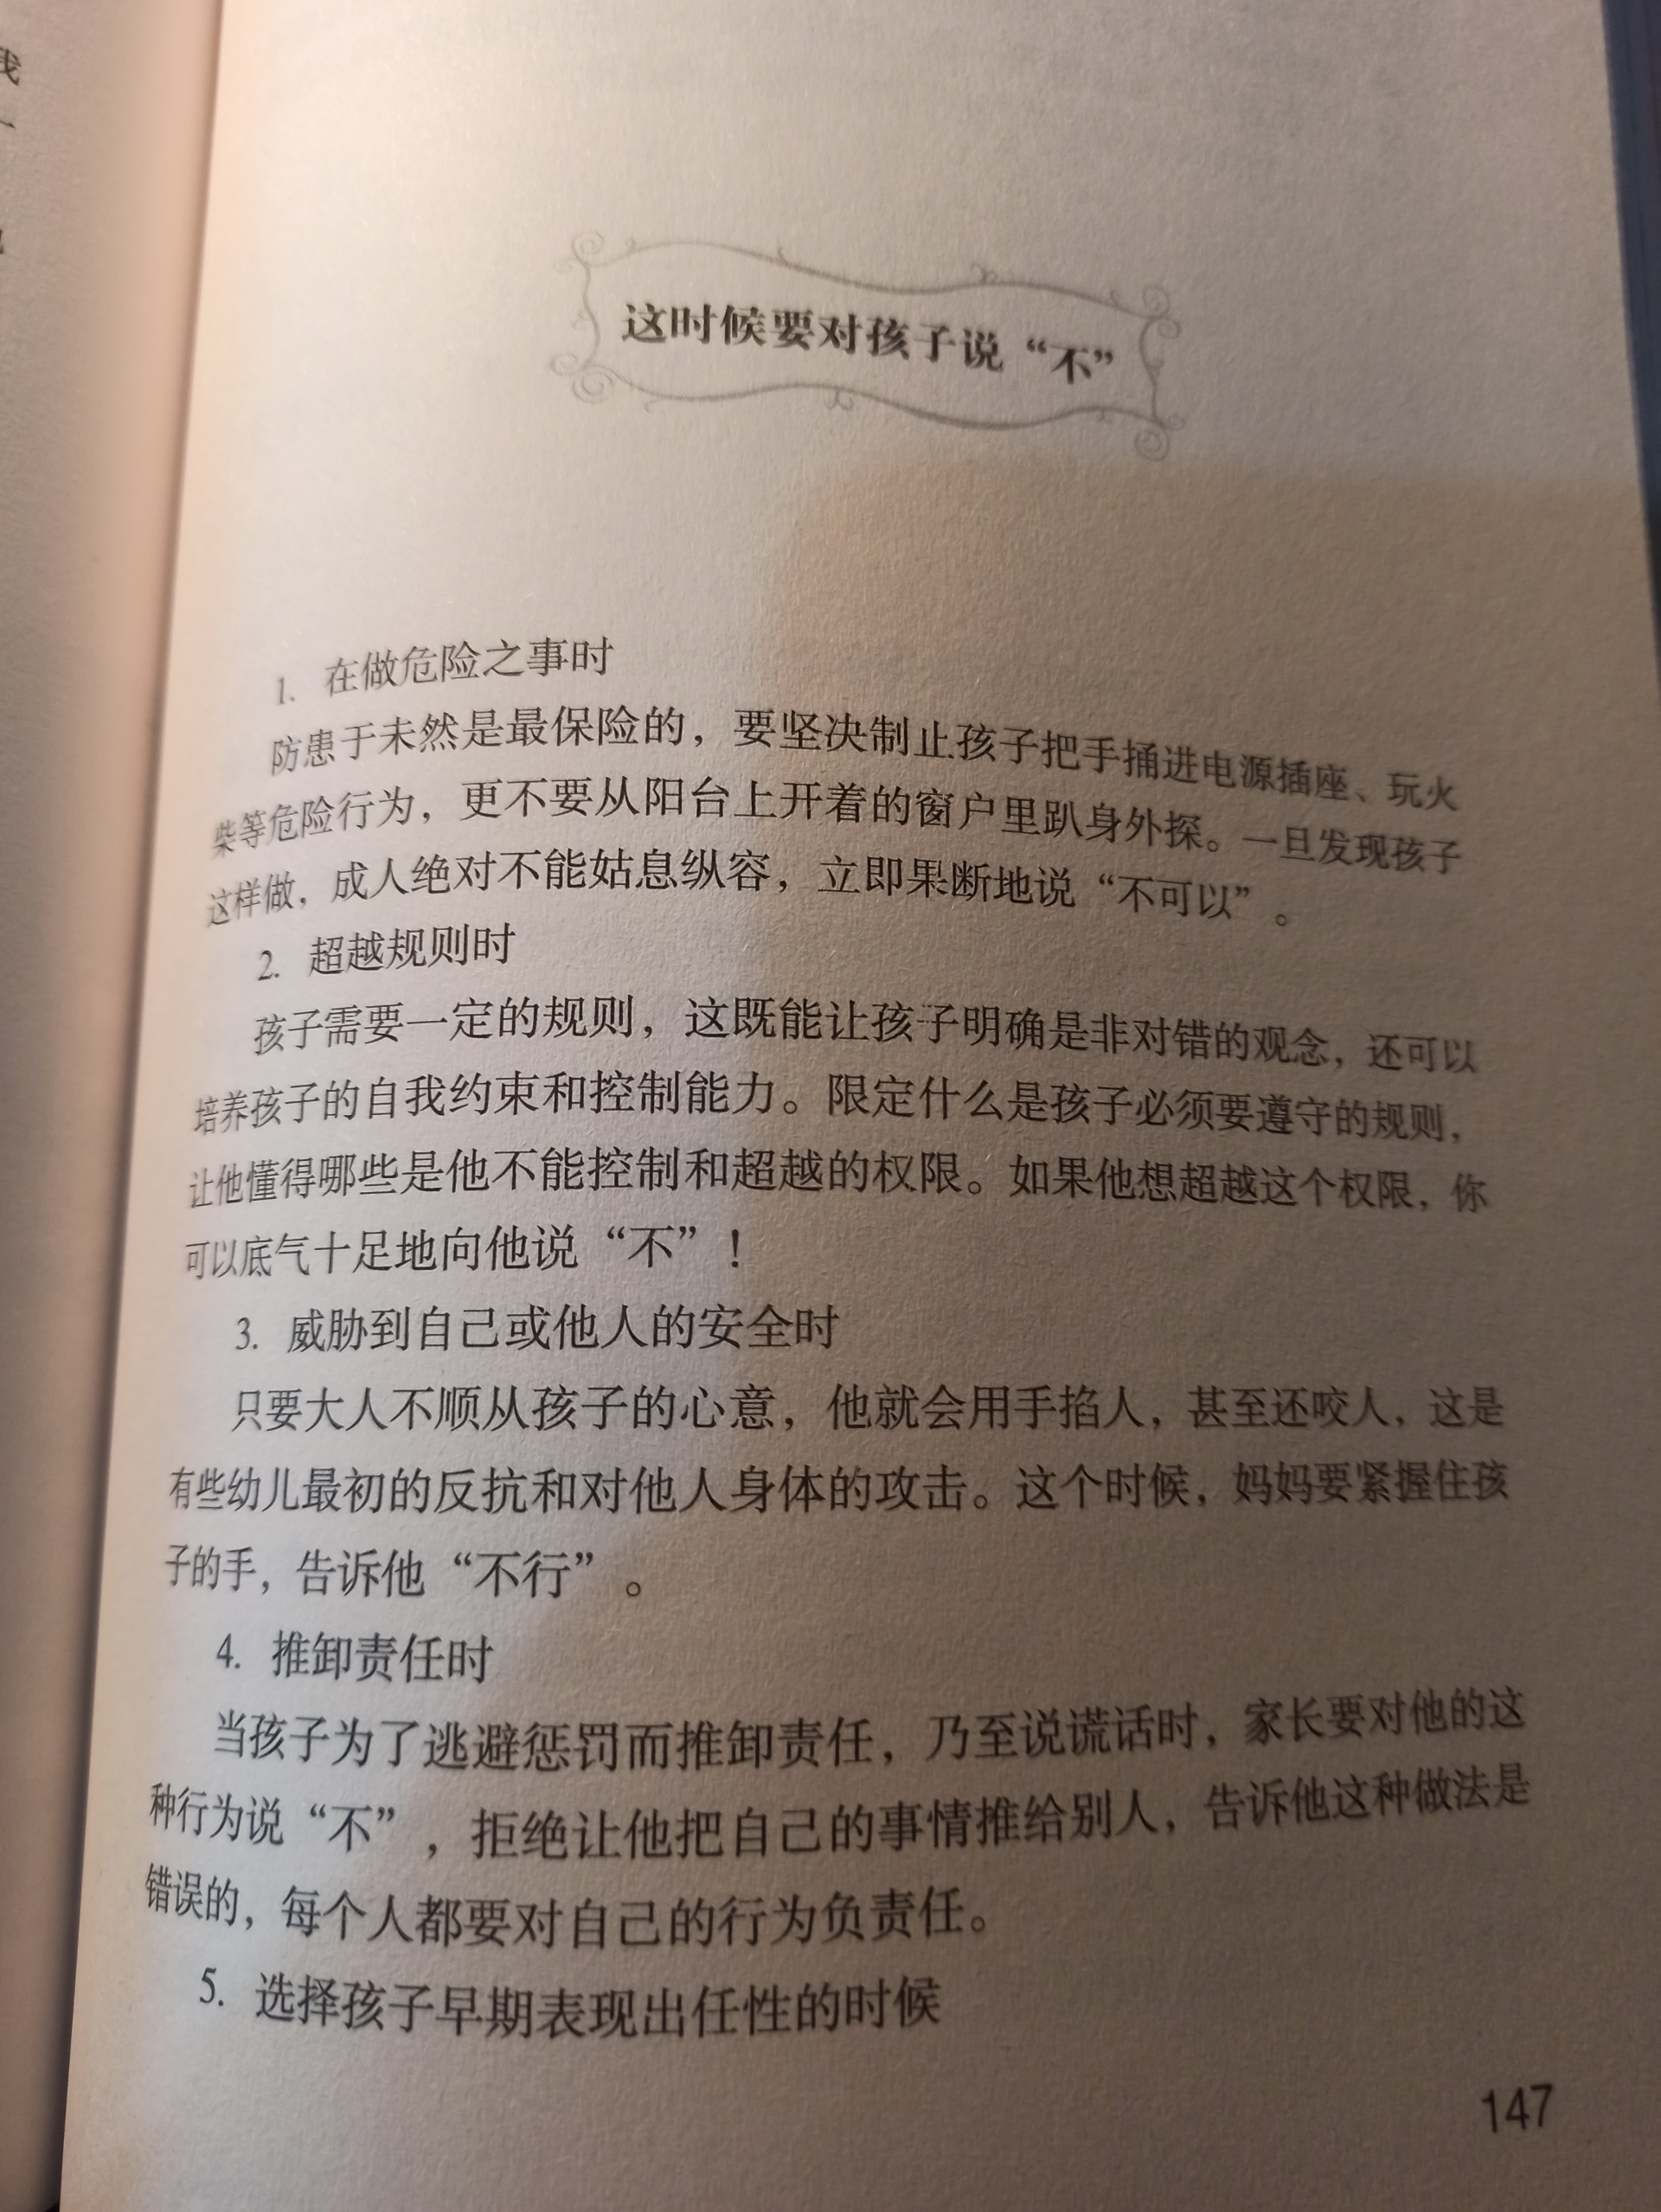 我
一
这时候要对孩子说“不”
1. 在做危险之事时
防患于未然是最保险的，要坚决制止孩子把手捅进电源插座、玩火
柴等危险行为，更不要从阳台上开着的窗户里趴身外探。一旦发现孩子
这样做，成人绝对不能姑息纵容，立即果断地说“不可以”。
2. 超越规则时
孩子需要一定的规则，这既能让孩子明确是非对错的观念，还可以
培养孩子的自我约束和控制能力。限定什么是孩子必须要遵守的规则，
让他懂得哪些是他不能控制和超越的权限。如果他想超越这个权限，你
可以底气十足地向他说“不”！
3. 威胁到自己或他人的安全时
只要大人不顺从孩子的心意，他就会用手掐人，甚至还咬人，这是
有些幼儿最初的反抗和对他人身体的攻击。这个时候，妈妈要紧握住孩
子的手，告诉他“不行”。
4. 推卸责任时
当孩子为了逃避惩罚而推卸责任，乃至说谎话时，家长要对他的这
种行为说“不”，拒绝让他把自己的事情推给别人，告诉他这种做法是
错误的，每个人都要对自己的行为负责任。
5. 选择孩子早期表现出任性的时候
147